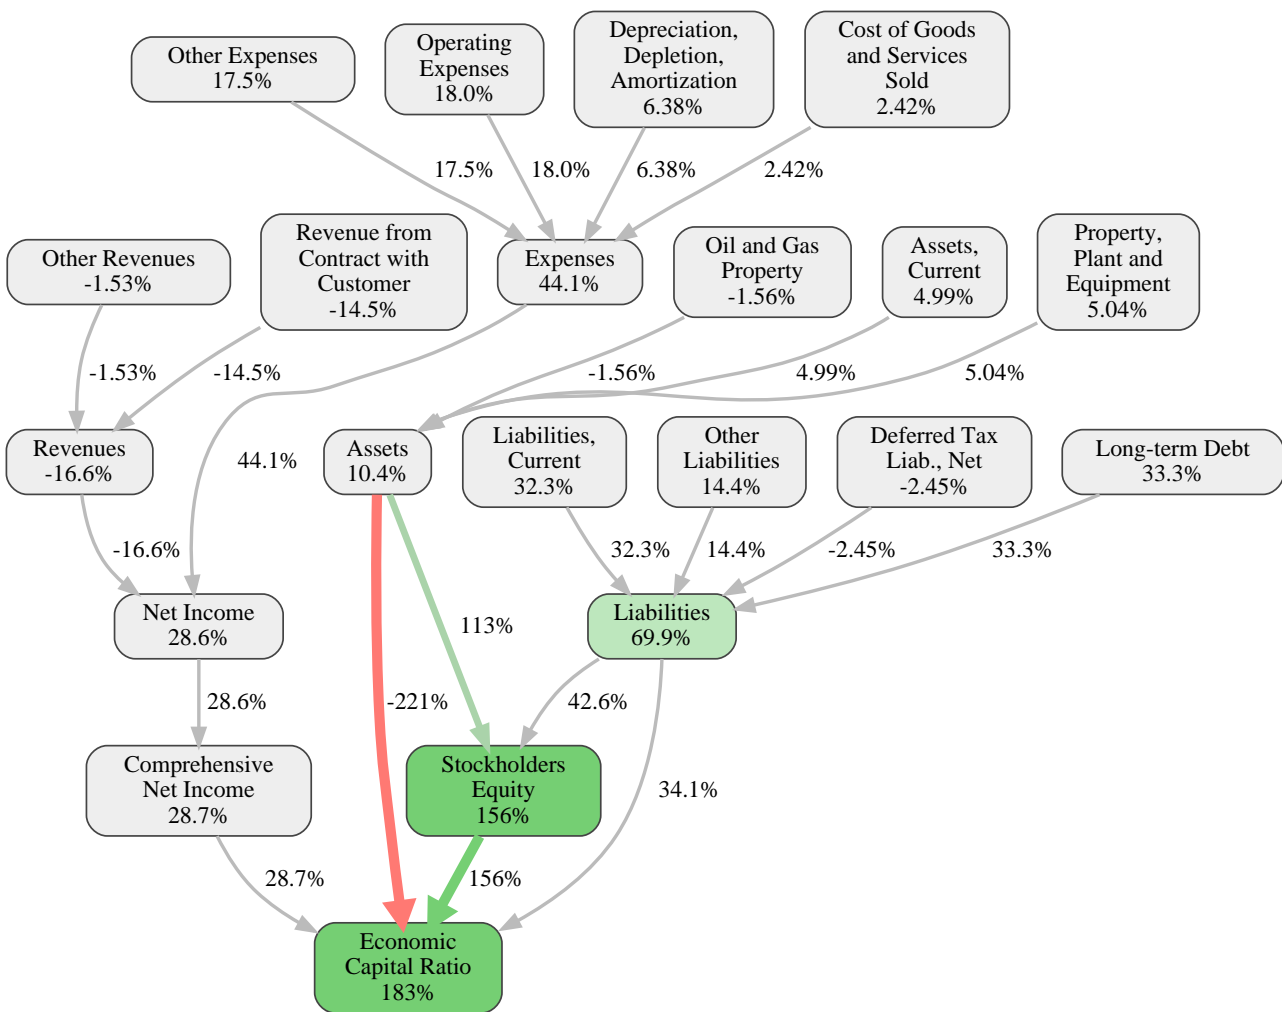 Other Expenses
17.5%
Operating
Expenses
18.0%
Depreciation,
Depletion,
Amortization
6.38%
Cost of Goods
and Services
Sold
2.42%
17.5%
18.0%
6.38%
2.42%
Other Revenues
-1.53%
Revenue from
Contract with
Customer
-14.5%
Expenses
44.1%
Oil and Gas
Property
-1.56%
Assets,
Current
4.99%
Property,
Plant and
Equipment
5.04%
-1.53%
-14.5%
-1.56%
4.99%
5.04%
Revenues
-16.6%
44.1%
Assets
10.4%
Liabilities,
Current
32.3%
Other
Liabilities
14.4%
Deferred Tax
Liab., Net
-2.45%
Long-term Debt
33.3%
-16.6%
32.3%
14.4%
-2.45%
33.3%
Net Income
28.6%
113%
Liabilities
69.9%
28.6%
-221%
42.6%
Comprehensive
Net Income
28.7%
Stockholders
Equity
156%
34.1%
28.7%
156%
Economic
Capital Ratio
183%